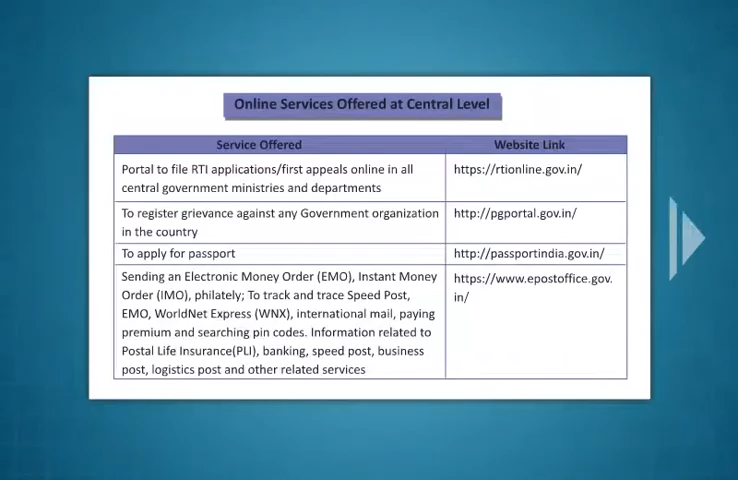 Online Services Offered at Central Level
Service Offered
Website Link
Portal to file RTI applications/first appeals online in all
central government ministries and departments
https://rtionline.gov.in/
To register grievance against any Government organization
in the country
http://pgportal.gov.in/
To apply for passport
http://passportindia.gov.in/
Sending an Electronic Money Order (EMO), Instant Money
Order (IMO), philately; To track and trace Speed Post,
EMO, WorldNet Express (WNX), international mail, paying
premium and searching pin codes. Information related to
Postal Life Insurance(PLI), banking, speed post, business
post, logistics post and other related services
https://www.epostoffice.gov.
in/